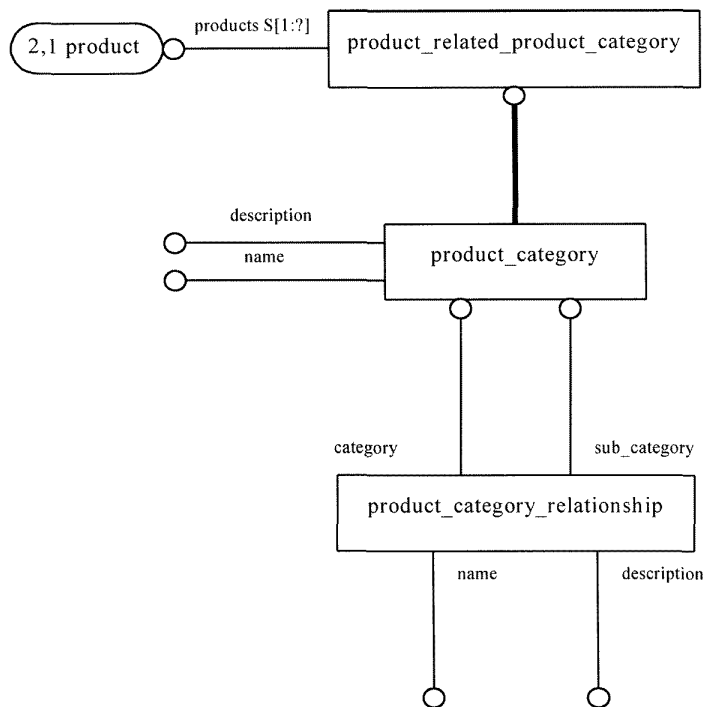 products S[1:?]
2,1 product
product_related_product_category
description
name
product_category
category
sub_category
product_category_relationship
name
description